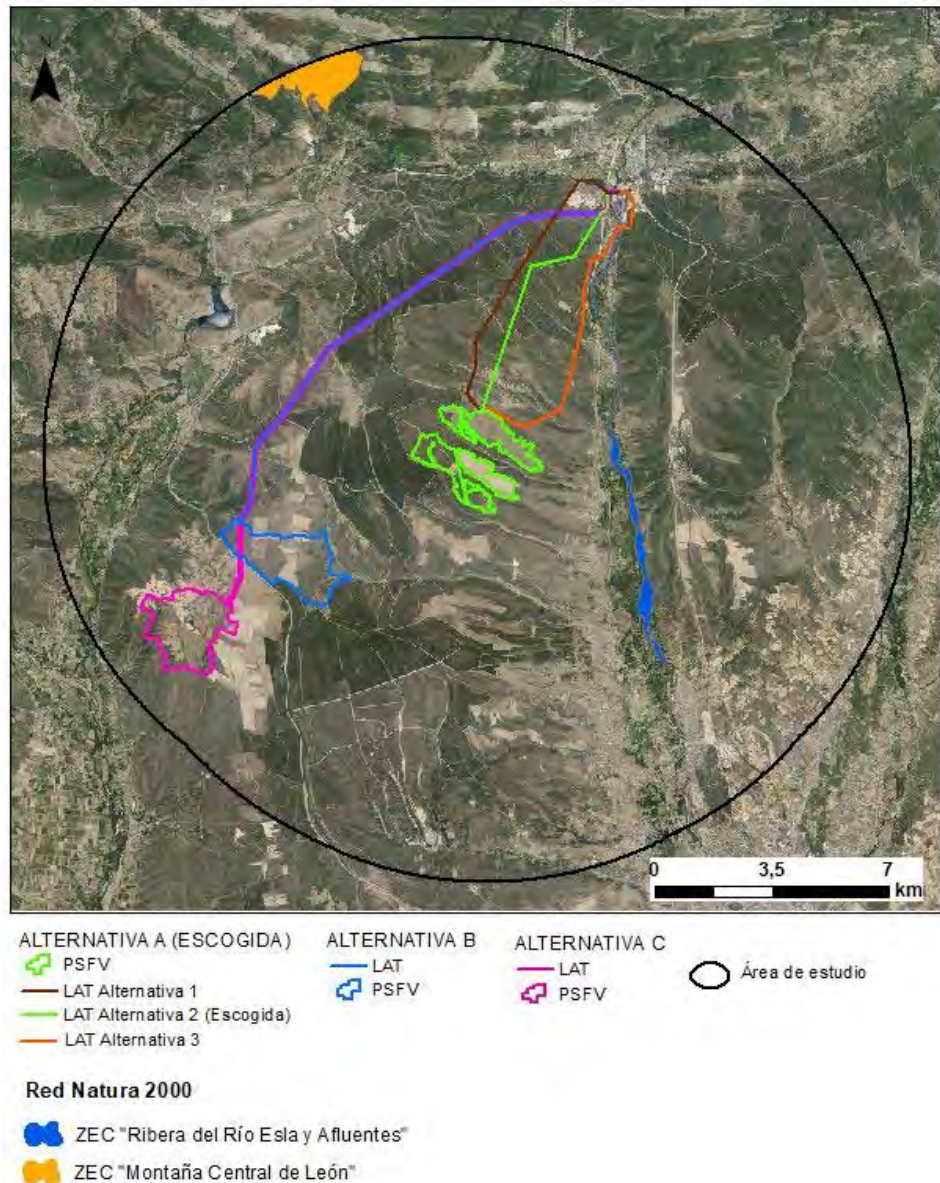 N
0 3,5 7
km
ALTERNATIVA A (ESCOGIDA)
PSFV
LAT Alternativa 1
LAT Alternativa 2 (Escogida)
LAT Alternativa 3
ALTERNATIVA B
LAT
PSFV
ALTERNATIVA C
LAT
PSFV
Área de estudio
Red Natura 2000
ZEC "Ribera del Río Esla y Afluentes"
ZEC "Montaña Central de León"